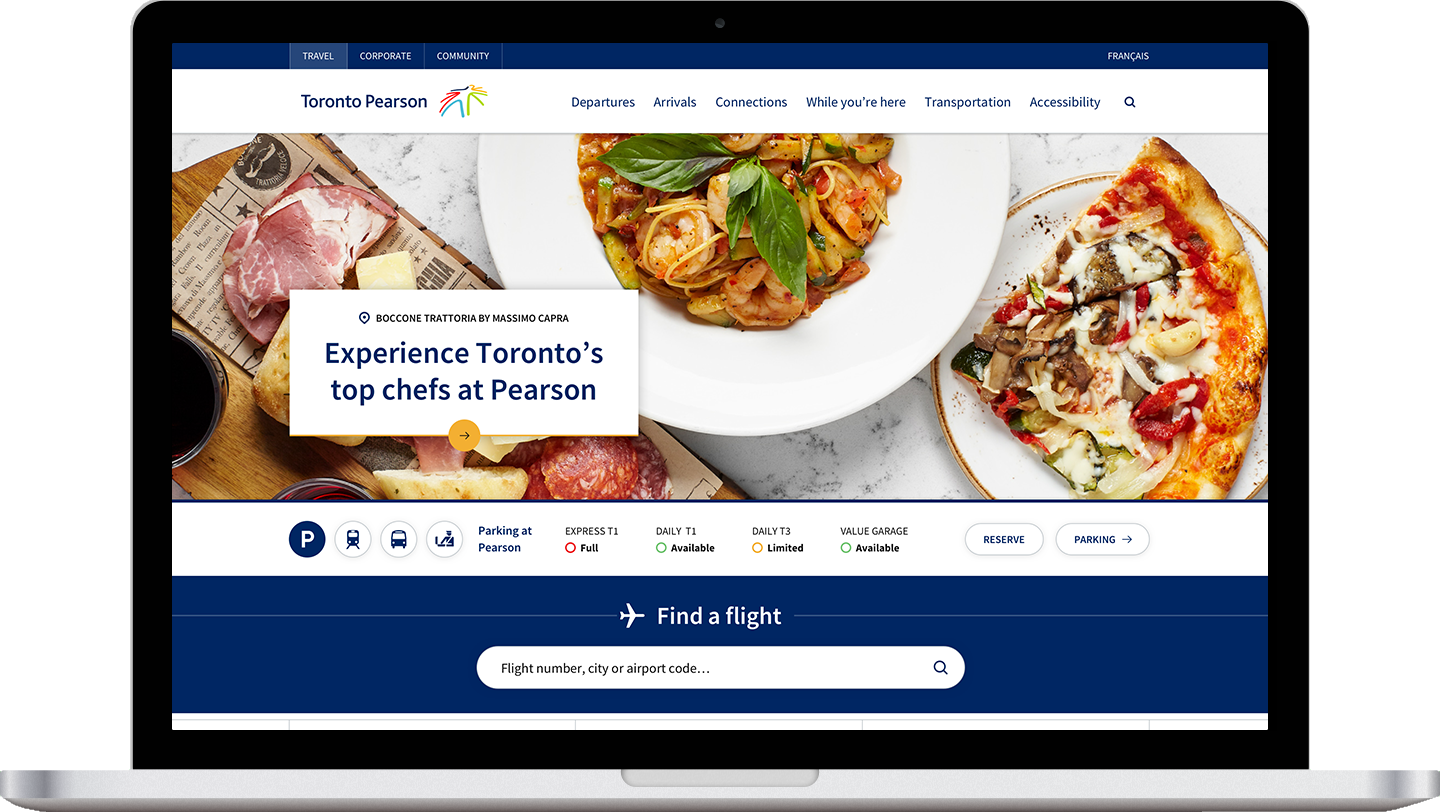 TRAVEL
CORPORATE
COMMUNITY
FRANÇAIS
Toronto Pearson
Departures
Arrivals
Connections
While you're here
Transportation
Accessibility
TRATTORIA VELOCE
BOCCONE TRATTORIA BY MASSIMO CAPRA
Experience Toronto's
top chefs at Pearson
P
Parking at
Pearson
EXPRESS T1
Full
DAILY T1
Available
DAILY T3
Limited
VALUE GARAGE
Available
RESERVE
PARKING →
Find a flight
Flight number, city or airport code…